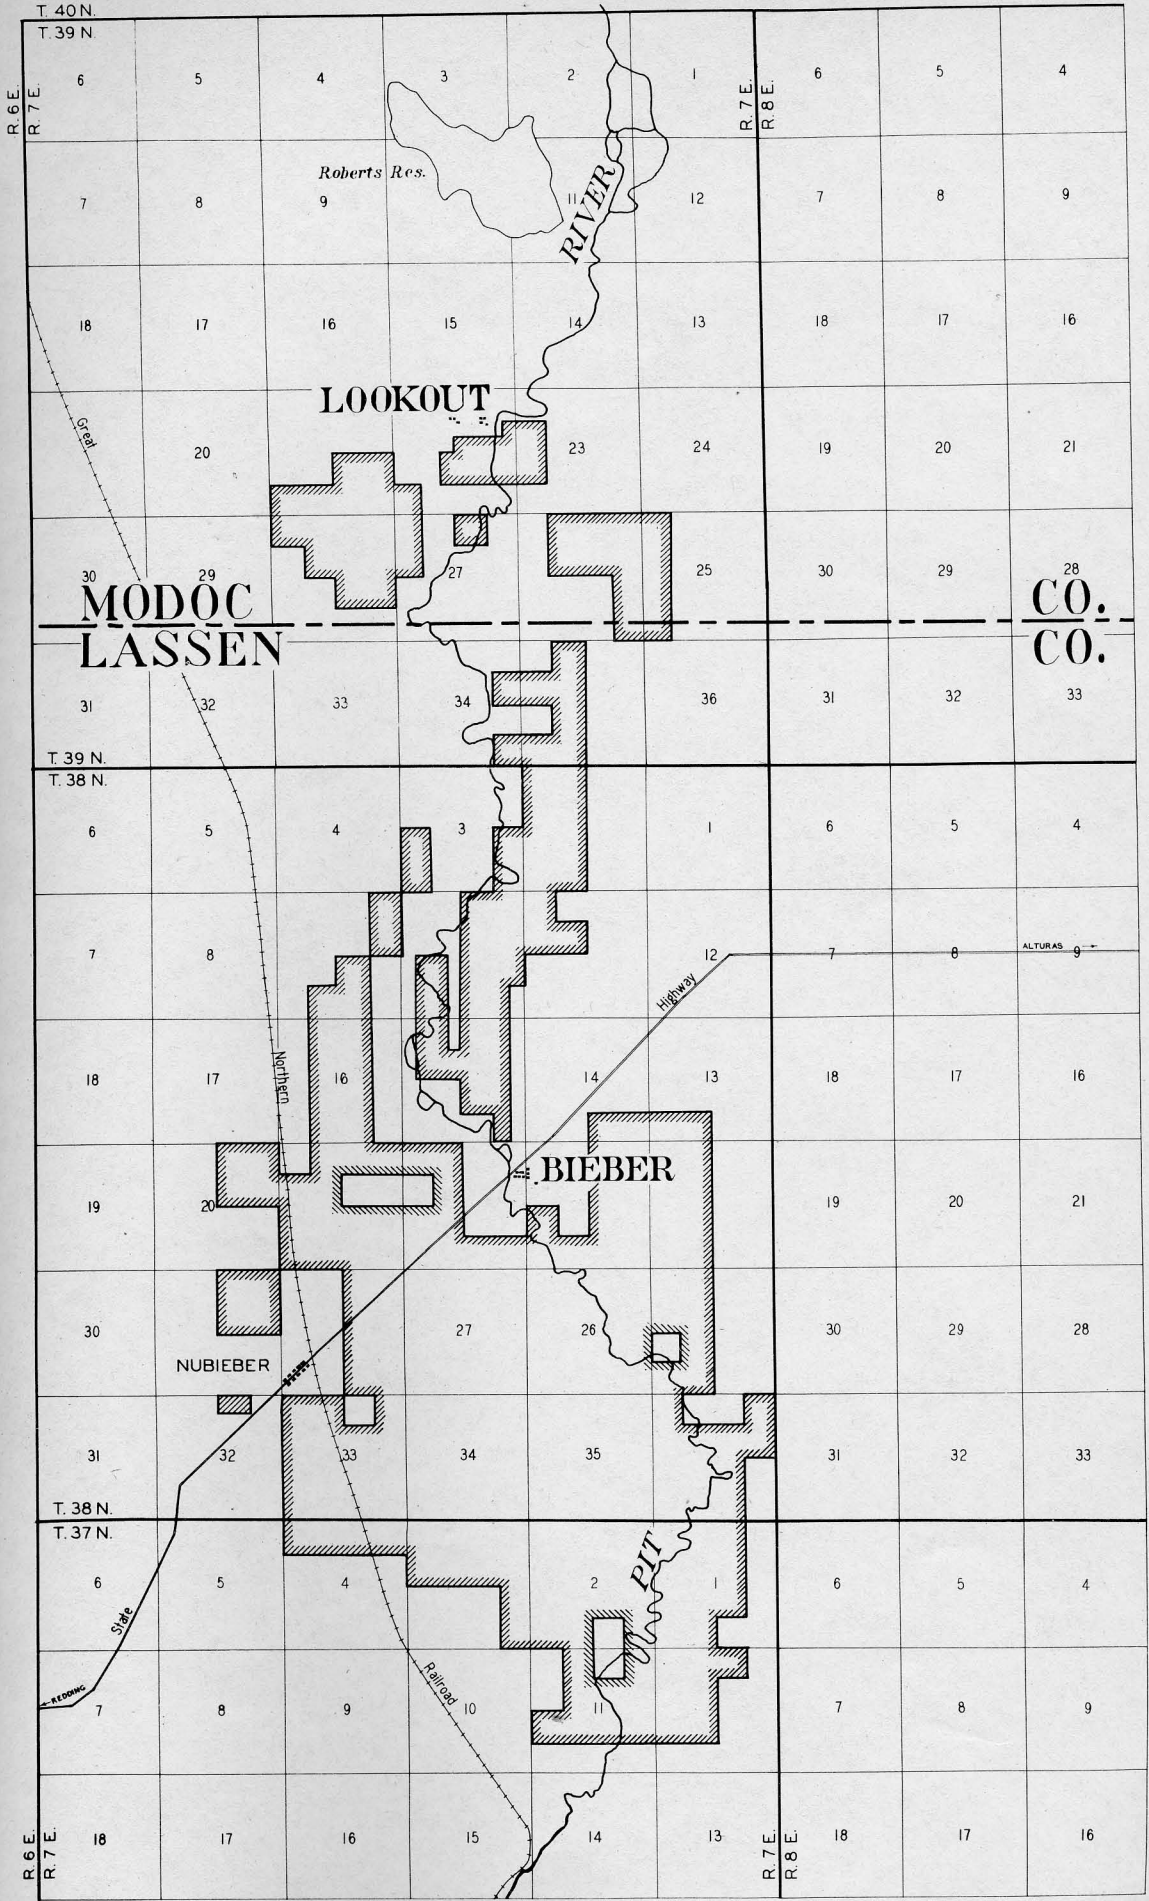 T. 40 N.
T. 39 N.
R. 6 E.
R. 7 E.
R. 7 E.
R. 8 E.
6 5 4 3 2 1 6 5 4
Roberts Res.
7 8 9 11 12 7 8 9
RIVER
18 17 16 15 14 13 18 17 16
LOOKOUT
Great
20 23 24 19 20 21
30 29 27 25 30 29 28
MODOC CO.
LASSEN CO.
31 32 33 34 36 31 32 33
T. 39 N.
T. 38 N.
6 5 4 3 1 6 5 4
7 8 12 7 8 9
ALTURAS
Highway
Northern
18 17 16 14 13 18 17 16
BIEBER
19 20 19 20 21
30 27 26 30 29 28
NUBIEBER
31 32 33 34 35 31 32 33
T. 38 N.
T. 37 N.
PIT
6 5 4 2 1 6 5 4
State
Railroad
REDDING
7 8 9 10 11 7 8 9
18 17 16 15 14 13 18 17 16
R. 6 E.
R. 7 E.
R. 7 E.
R. 8 E.